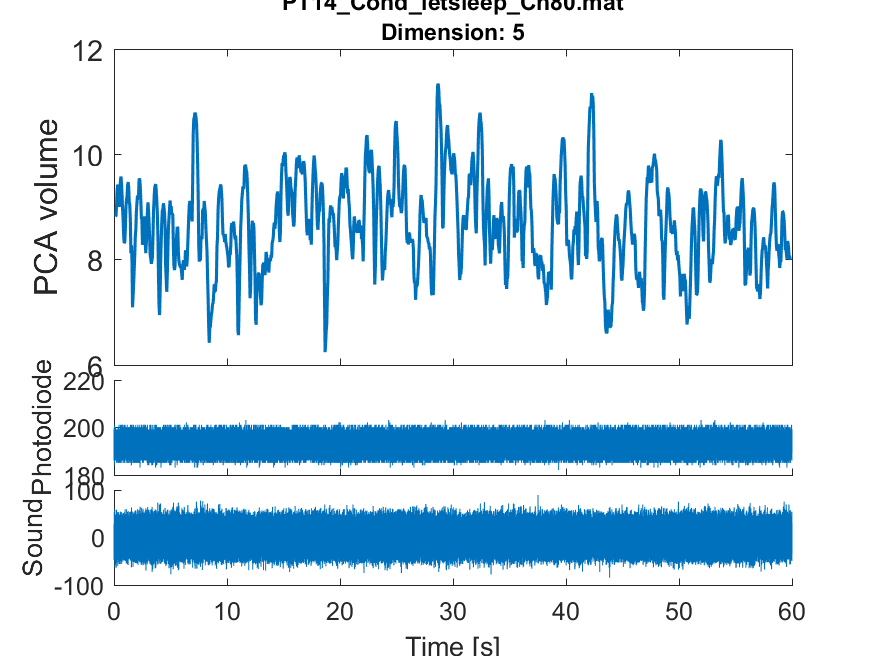 PT14_Cond_letsleep_Ch80.mat
Dimension: 5
12
10
8
6
PCA volume
220
200
180
Photodiode
100
0
-100
Sound
0 10 20 30 40 50 60
Time [s]